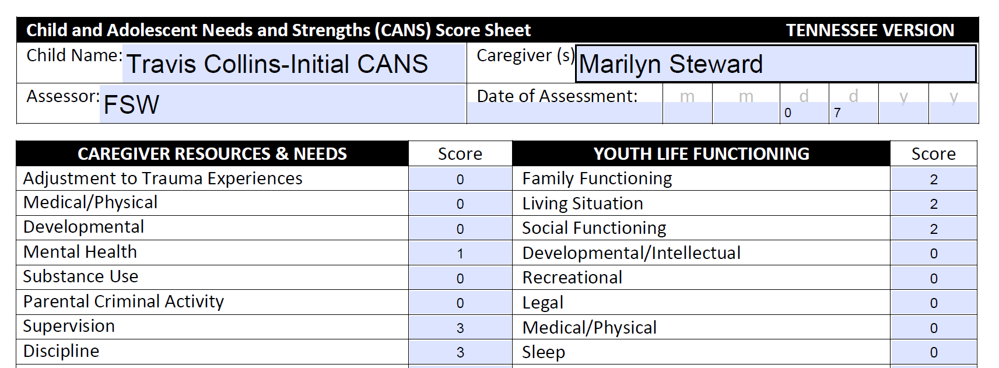 Child and Adolescent Needs and Strengths (CANS) Score Sheet TENNESSEE VERSION
Child Name: Travis Collins-Initial CANS Caregiver (s) Marilyn Steward
Assessor: FSW Date of Assessment: m m d d y y
0 7
CAREGIVER RESOURCES & NEEDS Score YOUTH LIFE FUNCTIONING Score
Adjustment to Trauma Experiences 0 Family Functioning 2
Medical/Physical 0 Living Situation 2
Developmental 0 Social Functioning 2
Mental Health 1 Developmental/Intellectual 0
Substance Use 0 Recreational 0
Parental Criminal Activity 0 Legal 0
Supervision 3 Medical/Physical 0
Discipline 3 Sleep 0